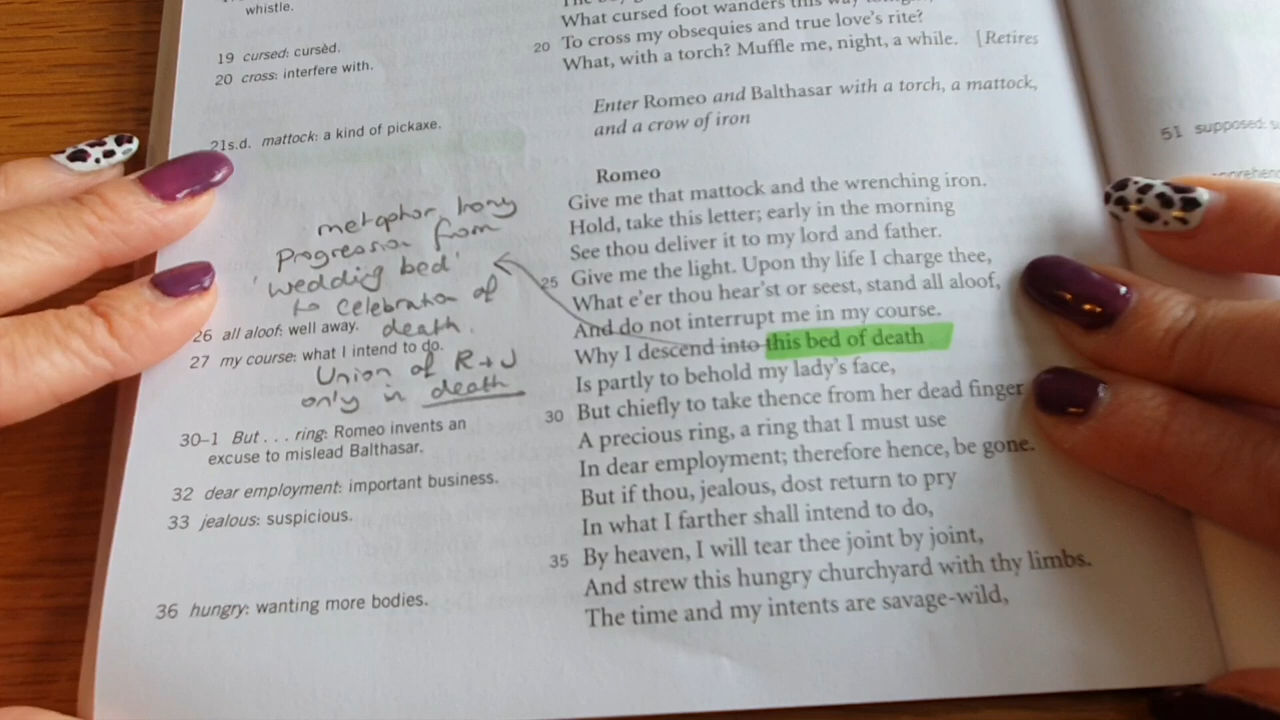 whistle.
19 cursed: cursèd.
20 cross: interfere with.
21s.d. mattock: a kind of pickaxe.
metaphor, Irony
Progression from
'wedding bed'
to celebration of
death.
26 all aloof: well away.
27 my course: what I intend to do.
Union of R + J
only in death
30–1 But . . . ring: Romeo invents an
excuse to mislead Balthasar.
32 dear employment: important business.
33 jealous: suspicious.
36 hungry: wanting more bodies.
What cursed foot wanders this way
20 To cross my obsequies and true love's rite?
What, with a torch? Muffle me, night, a while. [Retires
Enter Romeo and Balthasar with a torch, a mattock,
and a crow of iron
Romeo
Give me that mattock and the wrenching iron.
Hold, take this letter; early in the morning
See thou deliver it to my lord and father.
25 Give me the light. Upon thy life I charge thee,
What e'er thou hear'st or seest, stand all aloof,
And do not interrupt me in my course.
Why I descend into this bed of death
Is partly to behold my lady's face,
30 But chiefly to take thence from her dead finger
A precious ring, a ring that I must use
In dear employment; therefore hence, be gone.
But if thou, jealous, dost return to pry
In what I farther shall intend to do,
35 By heaven, I will tear thee joint by joint,
And strew this hungry churchyard with thy limbs.
The time and my intents are savage-wild,
51 supposed: